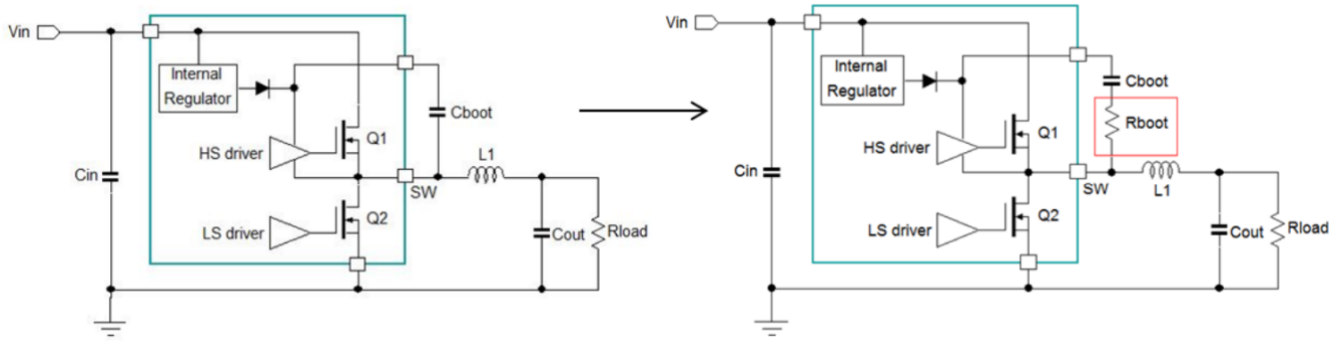 Vin
Internal
Regulator
Cboot
Q1
HS driver
L1
Cin
SW
Q2
LS driver
Cout
Rload
Vin
Internal
Regulator
Cboot
Rboot
Q1
HS driver
Cin
SW
L1
Q2
LS driver
Cout
Rload